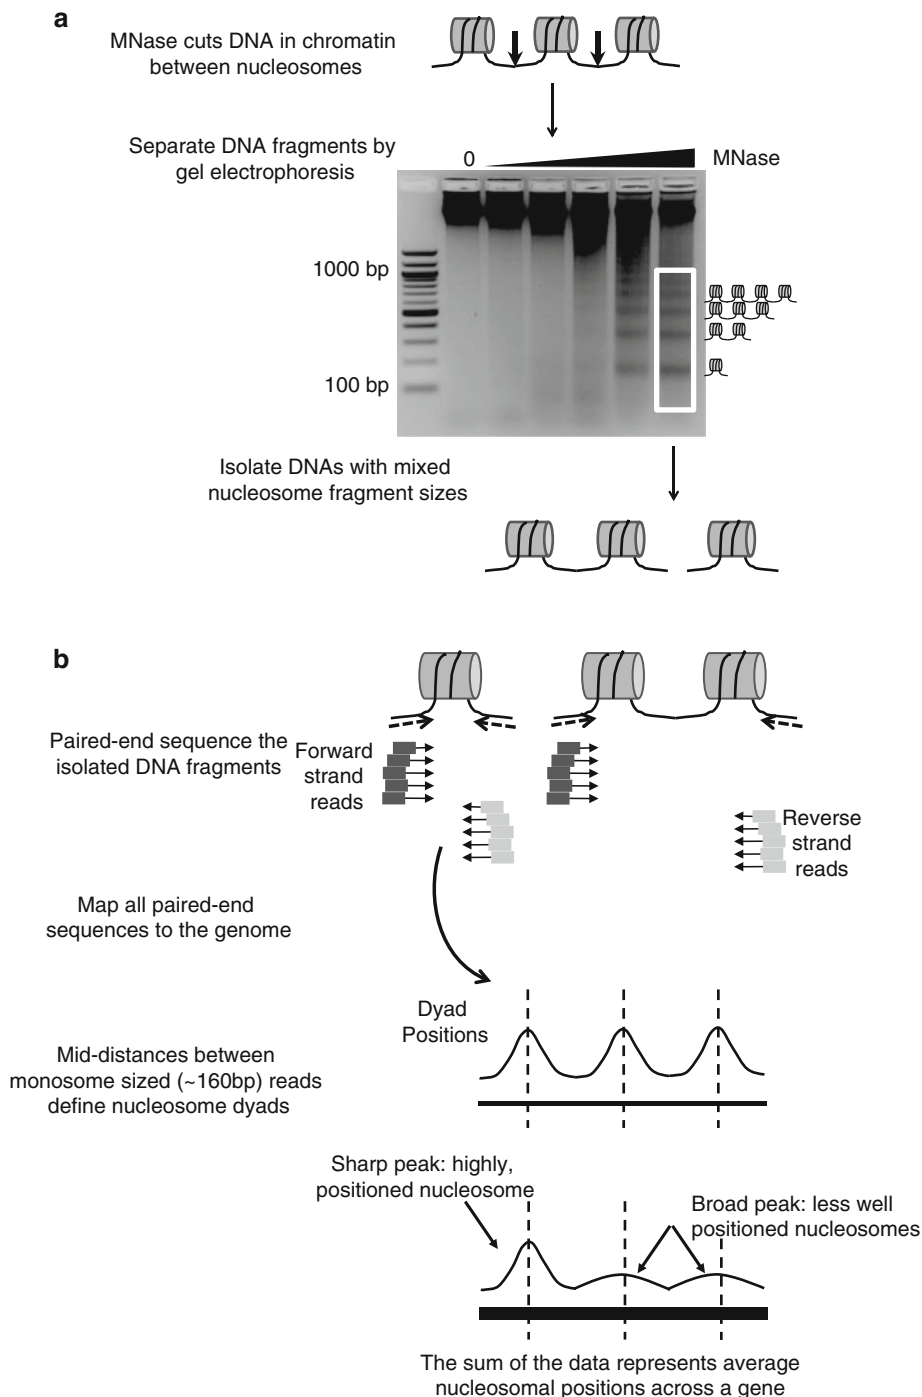 a
MNase cuts DNA in chromatin
between nucleosomes
Separate DNA fragments by
gel electrophoresis
0
MNase
1000 bp
100 bp
Isolate DNAs with mixed
nucleosome fragment sizes
b
Paired-end sequence the
isolated DNA fragments
Forward
strand
reads
Reverse
strand
reads
Map all paired-end
sequences to the genome
Dyad
Positions
Mid-distances between
monosome sized (~160bp) reads
define nucleosome dyads
Sharp peak: highly,
positioned nucleosome
Broad peak: less well
positioned nucleosomes
The sum of the data represents average
nucleosomal positions across a gene